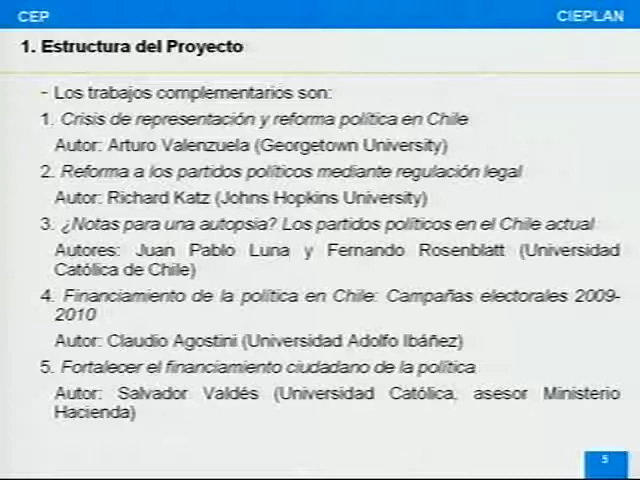 CEP CIEPLAN
1. Estructura del Proyecto
- Los trabajos complementarios son:
1. Crisis de representación y reforma política en Chile
Autor: Arturo Valenzuela (Georgetown University)
2. Reforma a los partidos políticos mediante regulación legal
Autor: Richard Katz (Johns Hopkins University)
3. ¿Notas para una autopsia? Los partidos políticos en el Chile actual
Autores: Juan Pablo Luna y Fernando Rosenblatt (Universidad
Católica de Chile)
4. Financiamiento de la política en Chile: Campañas electorales 2009-
2010
Autor: Claudio Agostini (Universidad Adolfo Ibáñez)
5. Fortalecer el financiamiento ciudadano de la política
Autor: Salvador Valdés (Universidad Católica, asesor Ministerio
Hacienda)
5